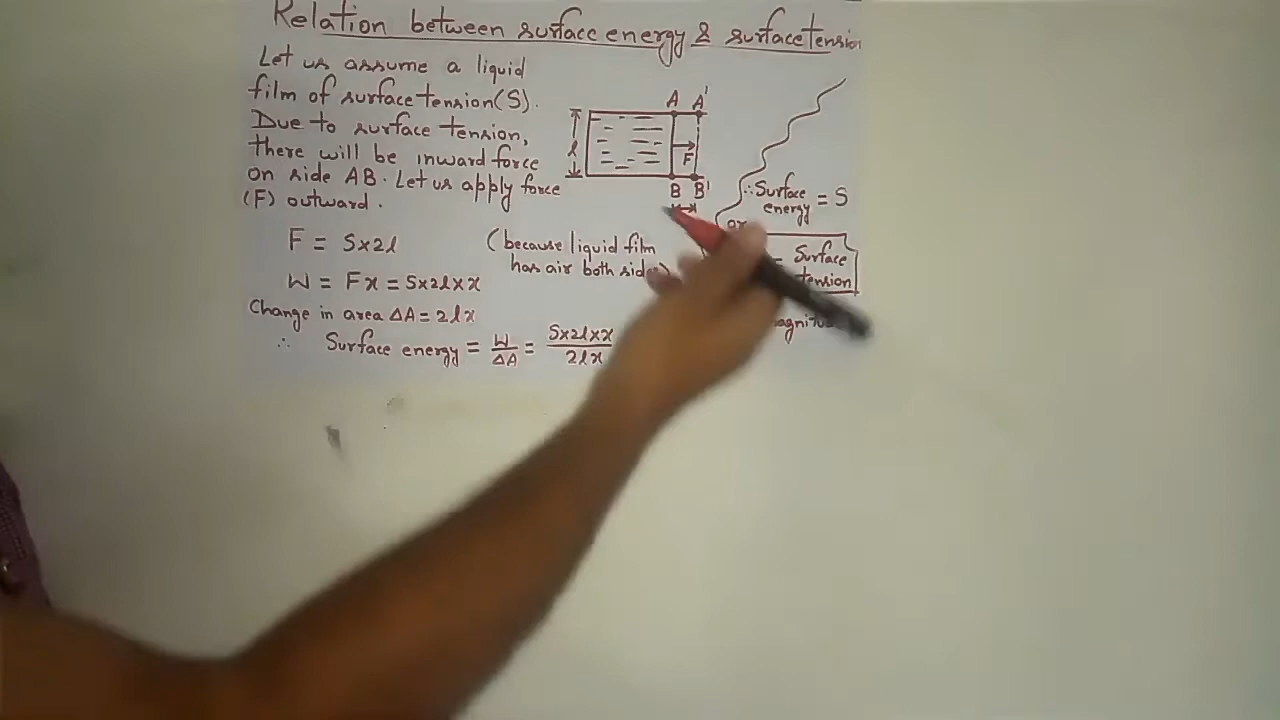 Relation between surface energy & surface tension
Let us assume a liquid
film of surface tension(S).
Due to surface tension,
there will be inward force
on side AB. Let us apply force
(F) outward.
A A'
l
F
B B'
F = S×2l (because liquid film
has air both side)
W = Fx = S×2l×x
Change in area ΔA = 2lx
∴ Surface energy = W/ΔA = S×2l×x/2lx
∴ Surface
energy = S
or
= Surface
tension